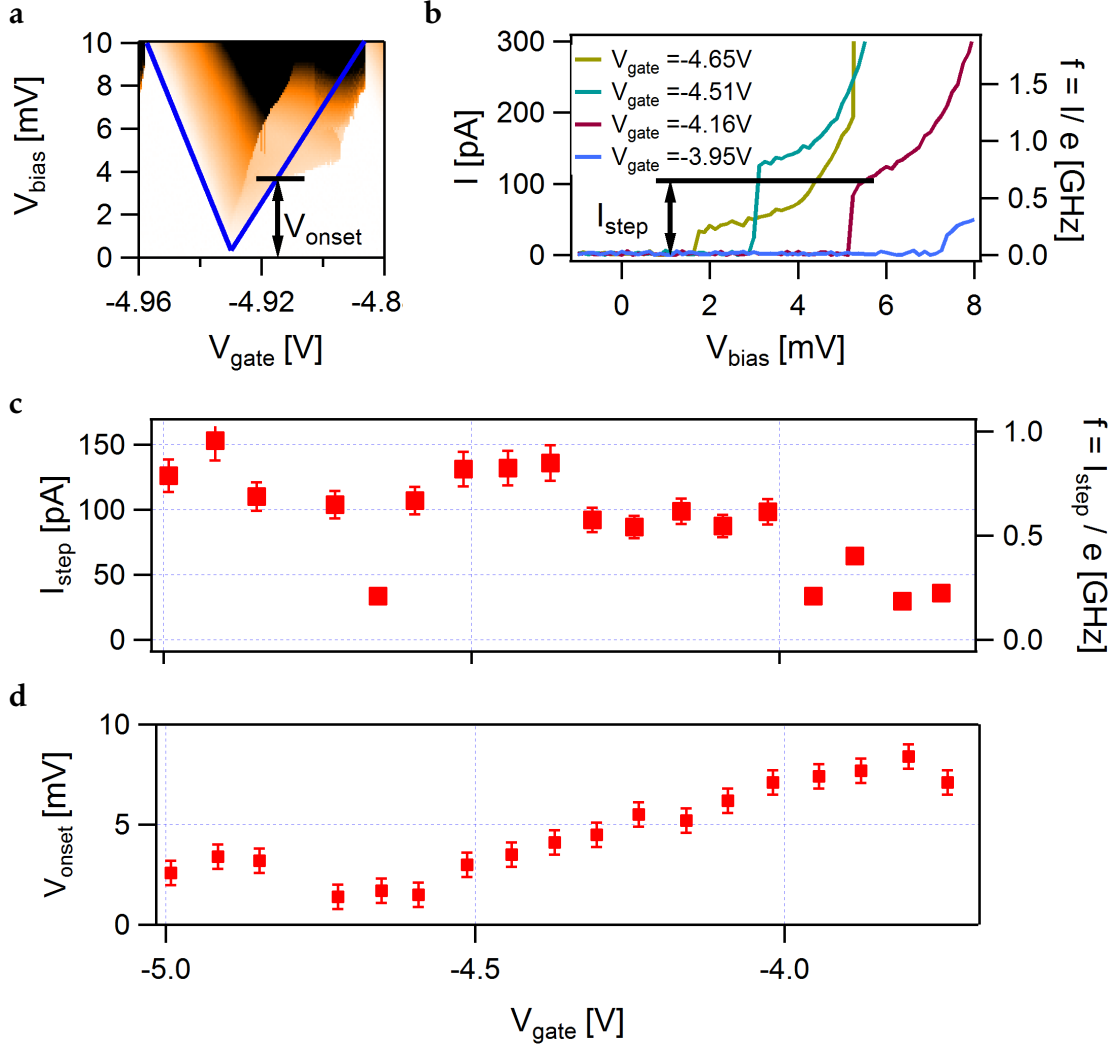 a
10
8
6
4
2
0
V_bias [mV]
V_onset
-4.96
-4.92
-4.8
V_gate [V]
b
300
200
100
0
I [pA]
V_gate =-4.65V
V_gate =-4.51V
V_gate =-4.16V
V_gate =-3.95V
I_step
1.5
1.0
0.5
0.0
f = I/ e [GHz]
0
2
4
6
8
V_bias [mV]
c
150
100
50
0
I_step [pA]
1.0
0.5
0.0
f = I_step / e [GHz]
d
10
5
0
V_onset [mV]
-5.0
-4.5
-4.0
V_gate [V]